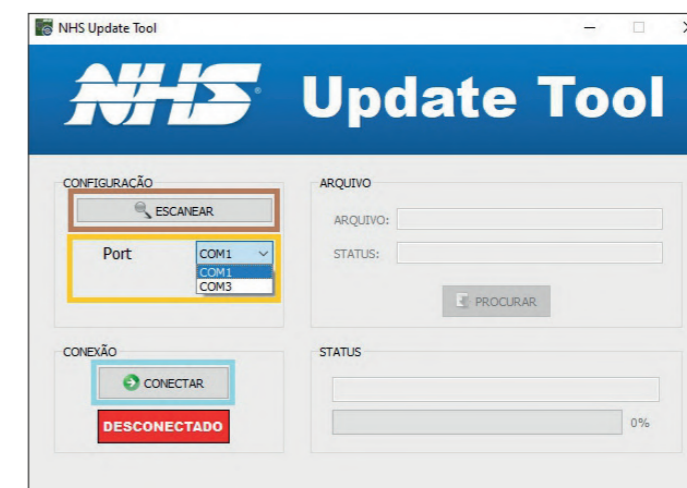 NHS Update Tool
NHS Update Tool
CONFIGURAÇÃO
ESCANEAR
Port COM1
COM1
COM3
ARQUIVO
ARQUIVO:
STATUS:
PROCURAR
CONEXÃO
CONECTAR
DESCONECTADO
STATUS
0%